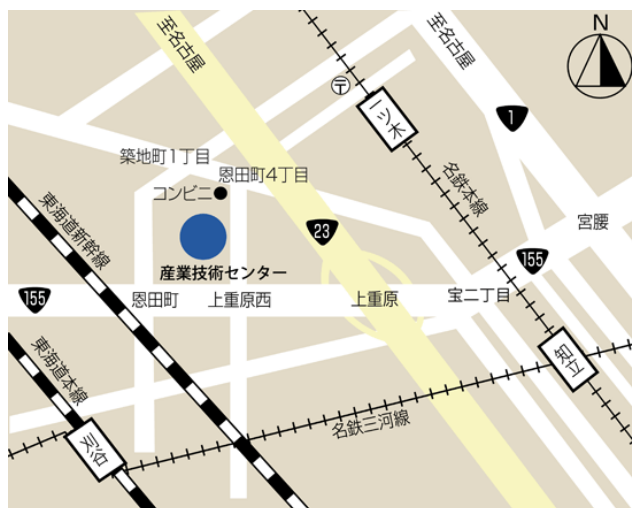 至名古屋
至名古屋
N
〒
一ツ木
1
築地町1丁目
恩田町4丁目
コンビニ
名鉄本線
東海道新幹線
宮腰
23
産業技術センター
155
155
恩田町
上重原西
上重原
宝二丁目
東海道本線
知立
名鉄三河線
刈谷